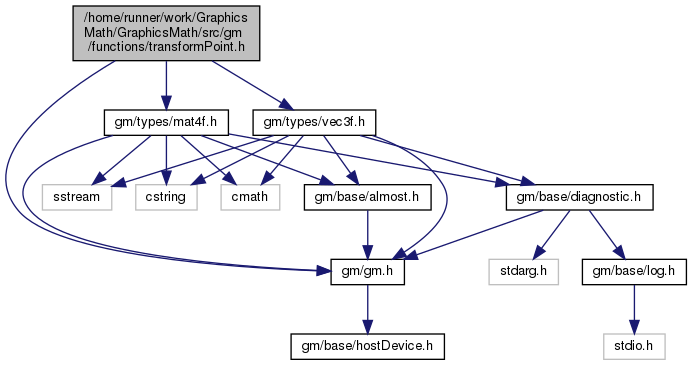 /home/runner/work/Graphics
Math/GraphicsMath/src/gm
/functions/transformPoint.h
gm/types/mat4f.h
gm/types/vec3f.h
sstream
cstring
cmath
gm/base/almost.h
gm/base/diagnostic.h
gm/gm.h
stdarg.h
gm/base/log.h
gm/base/hostDevice.h
stdio.h